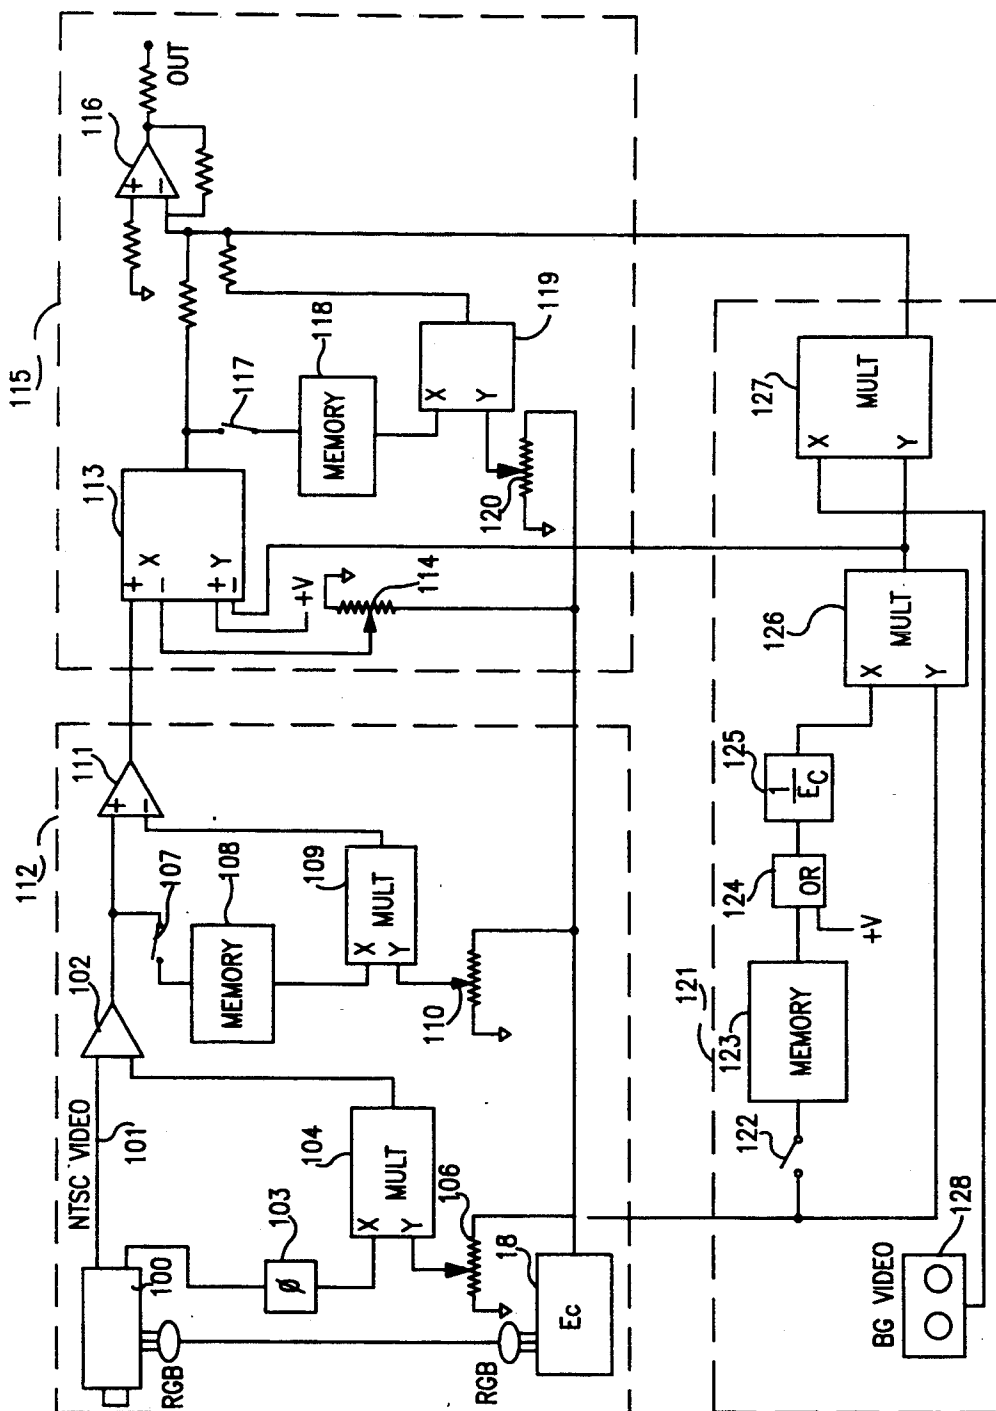 115
116
+
−
OUT
113
+
X
−
+
Y
−
+V
114
117
118
MEMORY
119
X
Y
120
112
111
+
−
107
108
MEMORY
109
MULT
X
Y
110
102
NTSC VIDEO
101
104
MULT
X
Y
103
ø
106
100
RGB
RGB
18
EC
127
MULT
X
Y
126
MULT
X
Y
125
1
EC
124
OR
+V
121
123
MEMORY
122
128
BG VIDEO